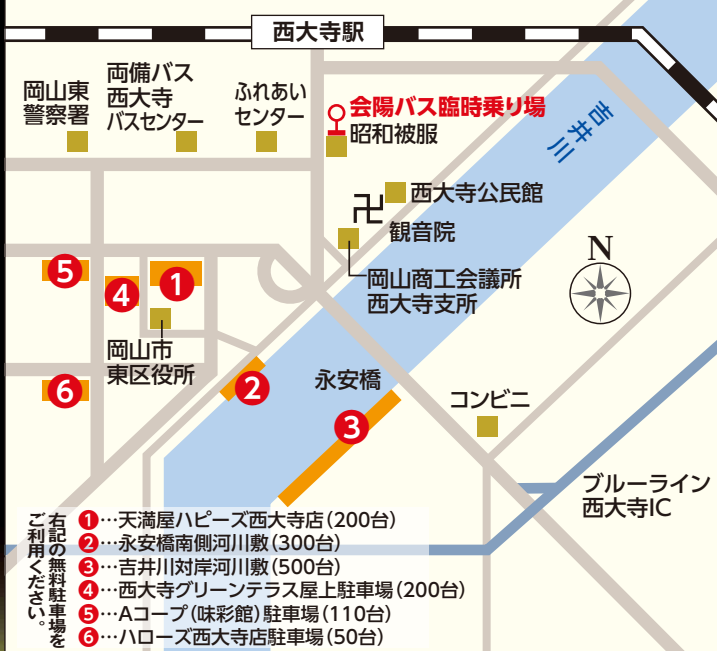 西大寺駅
岡山東
警察署
両備バス
西大寺
バスセンター
ふれあい
センター
会陽バス臨時乗り場
昭和被服
吉井川
西大寺公民館
卍
観音院
N
岡山商工会議所
西大寺支所
5
4
1
岡山市
東区役所
6
2
永安橋
3
コンビニ
ブルーライン
西大寺IC
右記の無料駐車場を
ご利用ください。
❶…天満屋ハピーズ西大寺店(200台)
❷…永安橋南側河川敷(300台)
❸…吉井川対岸河川敷(500台)
❹…西大寺グリーンテラス屋上駐車場(200台)
❺…Aコープ(味彩館)駐車場(110台)
❻…ハローズ西大寺店駐車場(50台)